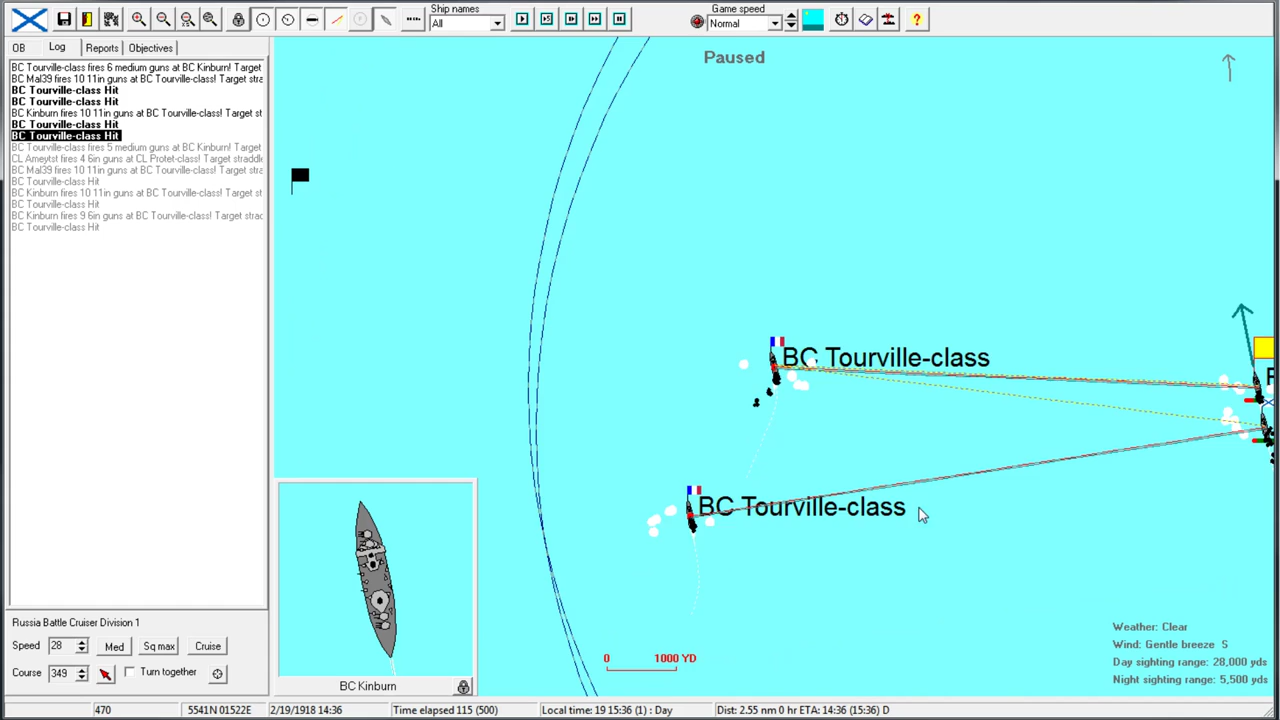 Ship names
Game speed
All
Normal
?
OB
Log
Reports
Objectives
BC Tourville-class fires 6 medium guns at BC Kinburn! Target
BC Mal39 fires 10 11in guns at BC Tourville-class! Target stra
BC Tourville-class Hit
BC Tourville-class Hit
BC Kinburn fires 10 11in guns at BC Tourville-class! Target st
BC Tourville-class Hit
BC Tourville-class Hit
BC Tourville-class fires 5 medium guns at BC Kinburn! Target
CL Ametyst fires 4 6in guns at CL Protet-class! Target straddle
BC Mal39 fires 10 11in guns at BC Tourville-class! Target stra
BC Tourville-class Hit
BC Kinburn fires 10 11in guns at BC Tourville-class! Target st
BC Tourville-class Hit
BC Kinburn fires 9 6in guns at BC Tourville-class! Target strad
BC Tourville-class Hit
Paused
BC Tourville-class
BC Tourville-class
0 1000 YD
Weather: Clear
Wind: Gentle breeze S
Day sighting range: 28,000 yds
Night sighting range: 5,500 yds
Russia Battle Cruiser Division 1
Speed 28 Med Sq max Cruise
Course 349 Turn together
BC Kinburn
470 5541N 01522E 2/19/1918 14:36 Time elapsed 115 (500) Local time: 19 15:36 (1) : Day Dist: 2.55 nm 0 hr ETA: 14:36 (15:36) D